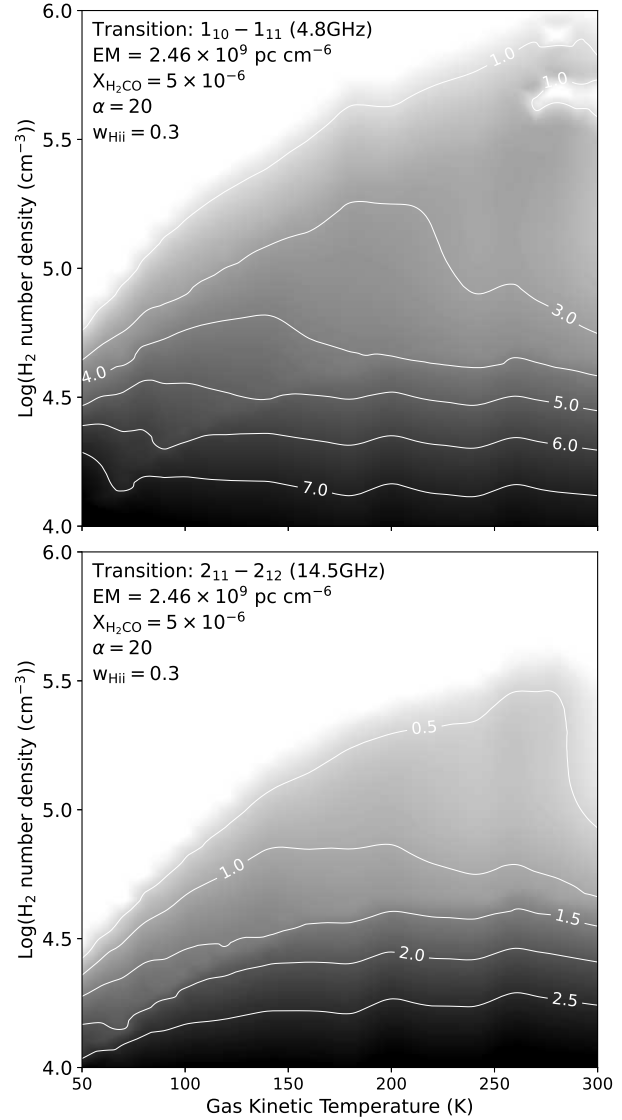 Transition: 1₁₀ − 1₁₁ (4.8GHz)
EM = 2.46 × 10⁹ pc cm⁻⁶
X_H₂CO = 5 × 10⁻⁶
α = 20
w_Hii = 0.3
6.0
5.5
5.0
4.5
4.0
Log(H₂ number density (cm⁻³))
1.0
1.0
3.0
4.0
5.0
6.0
7.0
Transition: 2₁₁ − 2₁₂ (14.5GHz)
EM = 2.46 × 10⁹ pc cm⁻⁶
X_H₂CO = 5 × 10⁻⁶
α = 20
w_Hii = 0.3
6.0
5.5
5.0
4.5
4.0
Log(H₂ number density (cm⁻³))
0.5
1.0
1.5
2.0
2.5
50 100 150 200 250 300
Gas Kinetic Temperature (K)